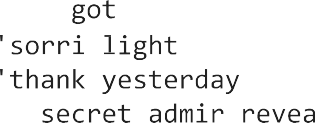 got
'sorri light
'thank yesterday
secret admir revea